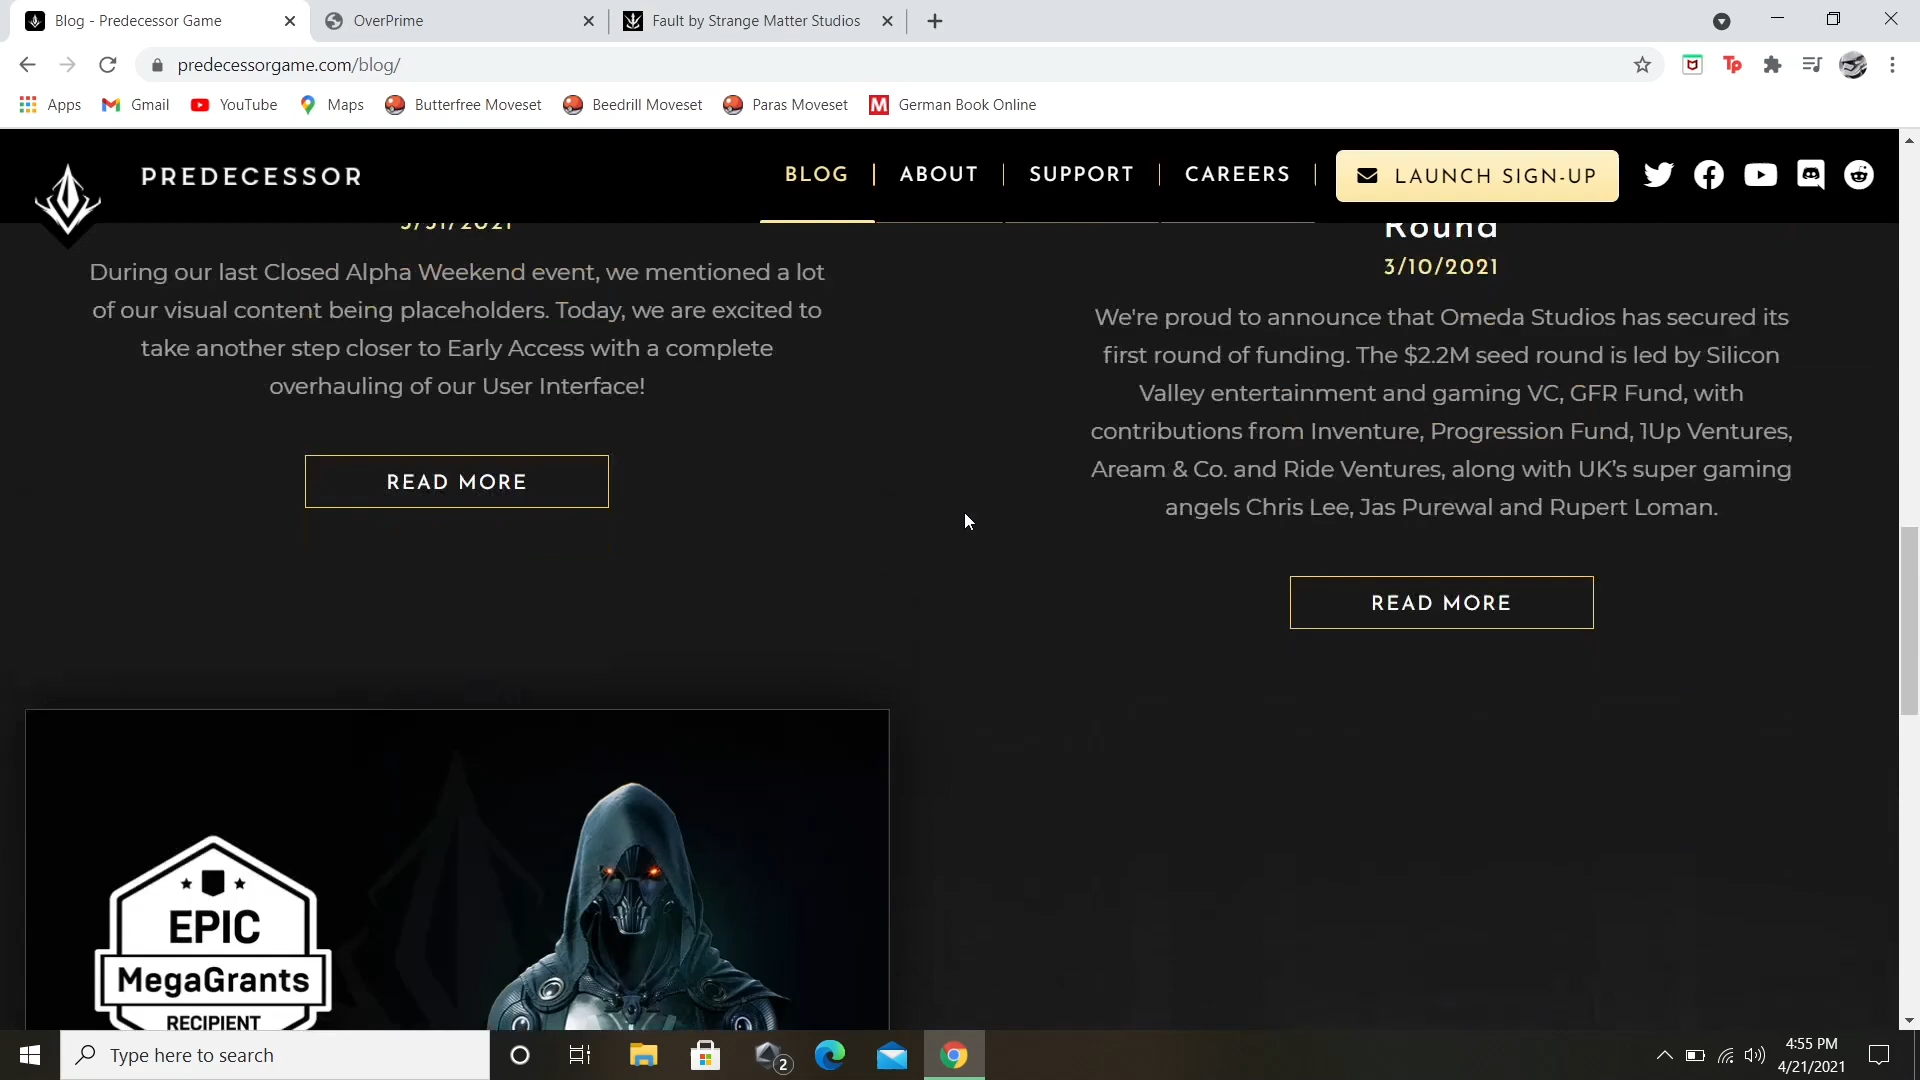 Blog - Predecessor Game
OverPrime
Fault by Strange Matter Studios
predecessorgame.com/blog/
Apps
Gmail
YouTube
Maps
Butterfree Moveset
Beedrill Moveset
Paras Moveset
German Book Online
PREDECESSOR
BLOG
ABOUT
SUPPORT
CAREERS
LAUNCH SIGN-UP
3/31/2021
During our last Closed Alpha Weekend event, we mentioned a lot
of our visual content being placeholders. Today, we are excited to
take another step closer to Early Access with a complete
overhauling of our User Interface!
READ MORE
Round
3/10/2021
We're proud to announce that Omeda Studios has secured its
first round of funding. The $2.2M seed round is led by Silicon
Valley entertainment and gaming VC, GFR Fund, with
contributions from Inventure, Progression Fund, 1Up Ventures,
Aream & Co. and Ride Ventures, along with UK’s super gaming
angels Chris Lee, Jas Purewal and Rupert Loman.
READ MORE
EPIC
MegaGrants
RECIPIENT
Type here to search
2
4:55 PM
4/21/2021